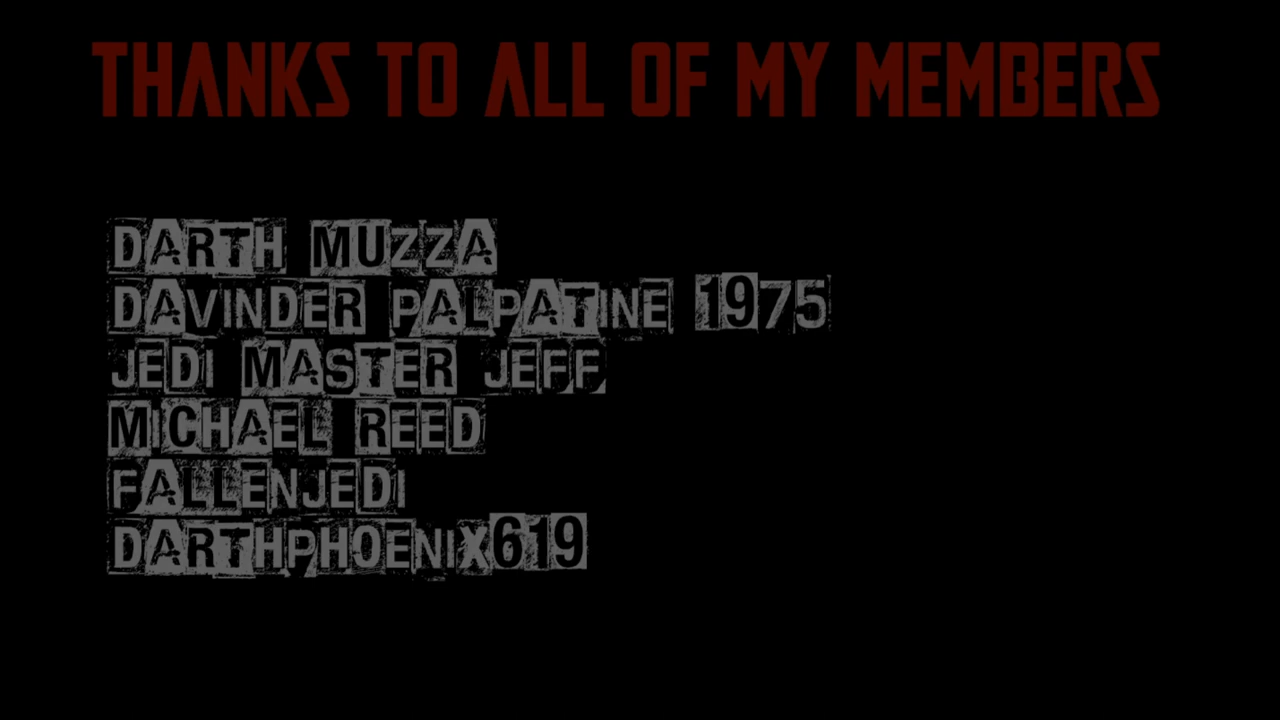 THANKS TO ALL OF MY MEMBERS
DARTH MUZZA
DAVINDER PALPATINE 1975
JEDI MASTER JEFF
MICHAEL REED
FALLENJEDI
DARTHPHOENIX619